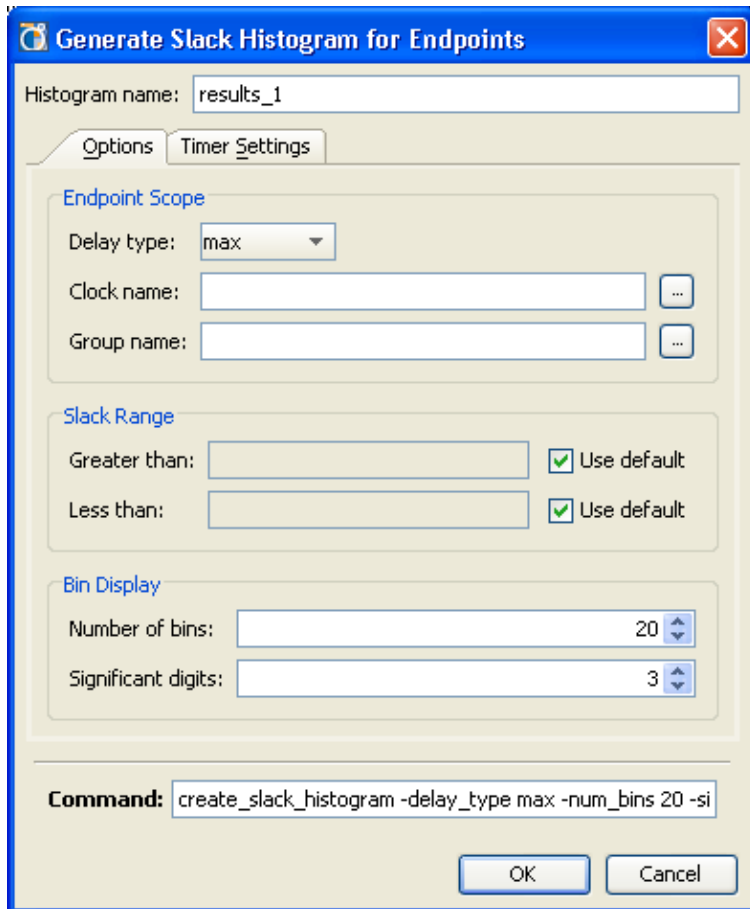 Generate Slack Histogram for Endpoints
Histogram name: results_1
Options Timer Settings
Endpoint Scope
Delay type: max
Clock name: ...
Group name: ...
Slack Range
Greater than: Use default
Less than: Use default
Bin Display
Number of bins: 20
Significant digits: 3
Command: create_slack_histogram -delay_type max -num_bins 20 -si
OK Cancel